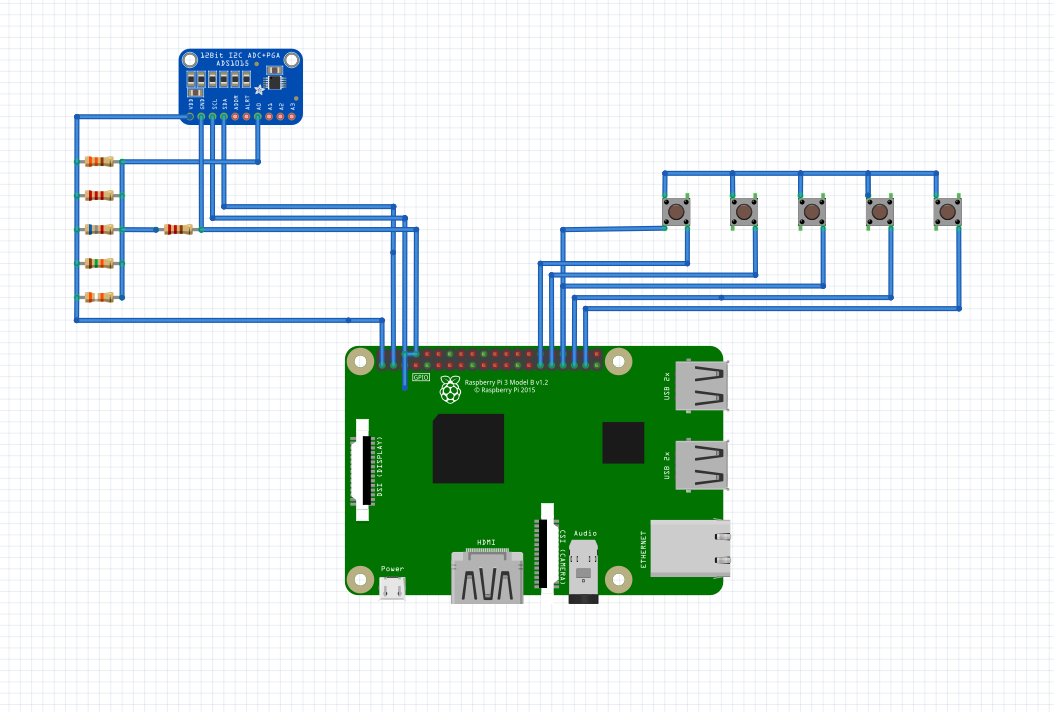 12Bit I2C ADC+PGA
ADS1015
VDD
GND
SCL
SDA
ADDR
ALRT
A0
A1
A2
A3
GPIO
Raspberry Pi 3 Model B v1.2
© Raspberry Pi 2015
USB 2x
DSI (DISPLAY)
USB 2x
HDMI
CSI (CAMERA)
Audio
ETHERNET
Power